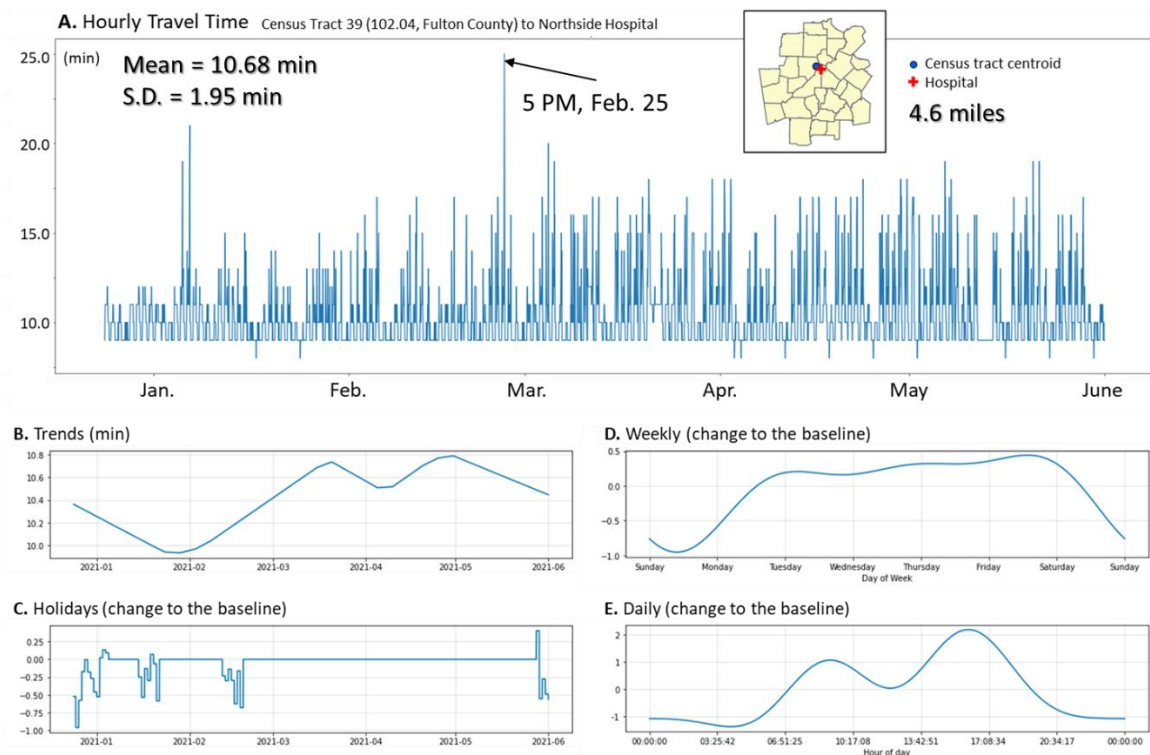 A. Hourly Travel Time Census Tract 39 (102.04, Fulton County) to Northside Hospital
25.0
(min)
Mean = 10.68 min
S.D. = 1.95 min
5 PM, Feb. 25
Census tract centroid
Hospital
4.6 miles
20.0
15.0
10.0
Jan. Feb. Mar. Apr. May June
B. Trends (min)
10.8
10.6
10.4
10.2
10.0
2021-01 2021-02 2021-03 2021-04 2021-05 2021-06
D. Weekly (change to the baseline)
0.5
0.0
−0.5
−1.0
Sunday Monday Tuesday Wednesday Thursday Friday Saturday Sunday
Day of Week
C. Holidays (change to the baseline)
0.25
0.00
−0.25
−0.50
−0.75
−1.00
2021-01 2021-02 2021-03 2021-04 2021-05 2021-06
E. Daily (change to the baseline)
2
1
0
−1
00:00:00 03:25:42 06:51:25 10:17:08 13:42:51 17:08:34 20:34:17 00:00:00
Hour of day